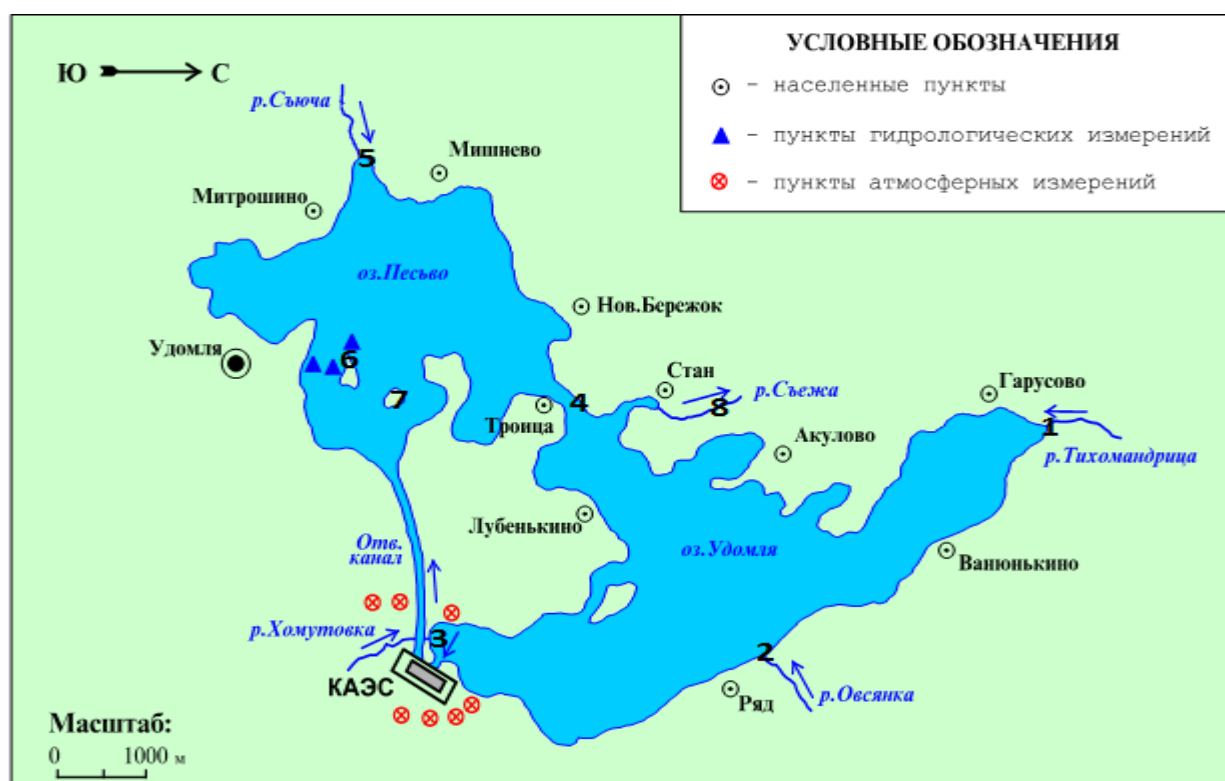 УСЛОВНЫЕ ОБОЗНАЧЕНИЯ
- населенные пункты
- пункты гидрологических измерений
- пункты атмосферных измерений
Ю С
р.Съюча
5
Мишнево
Митрошино
оз.Песьво
Нов.Бережок
Удомля
6
7
Стан
Троица
4
8
р.Съежа
Гарусово
1
р.Тихомандрица
Акулово
Лубенькино
Отв.
канал
оз.Удомля
Ванюнькино
р.Хомутовка
3
2
КАЭС
Ряд
р.Овсянка
Масштаб:
0 1000 м